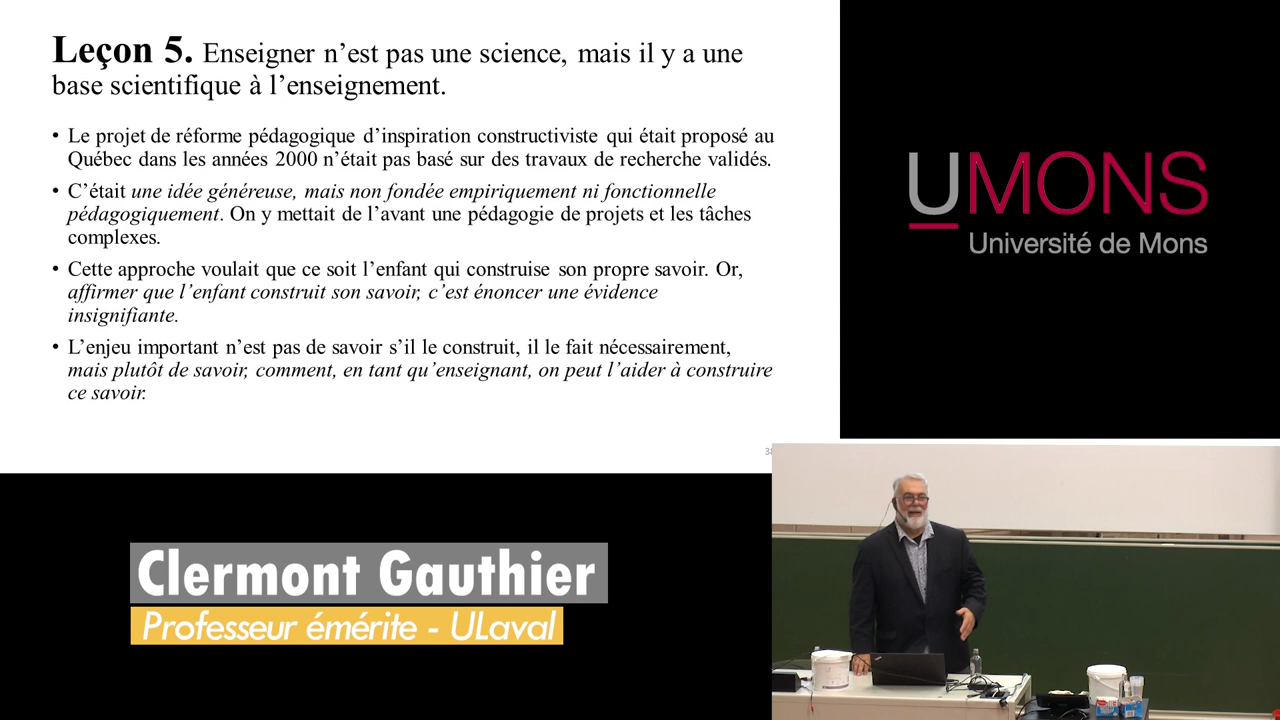 Leçon 5. Enseigner n’est pas une science, mais il y a une
base scientifique à l’enseignement.
• Le projet de réforme pédagogique d’inspiration constructiviste qui était proposé au
Québec dans les années 2000 n’était pas basé sur des travaux de recherche validés.
• C’était une idée généreuse, mais non fondée empiriquement ni fonctionnelle
pédagogiquement. On y mettait de l’avant une pédagogie de projets et les tâches
complexes.
• Cette approche voulait que ce soit l’enfant qui construise son propre savoir. Or,
affirmer que l’enfant construit son savoir, c’est énoncer une évidence
insignifiante.
• L’enjeu important n’est pas de savoir s’il le construit, il le fait nécessairement,
mais plutôt de savoir, comment, en tant qu’enseignant, on peut l’aider à construire
ce savoir.
UMONS
Université de Mons
Clermont Gauthier
Professeur émérite - ULaval